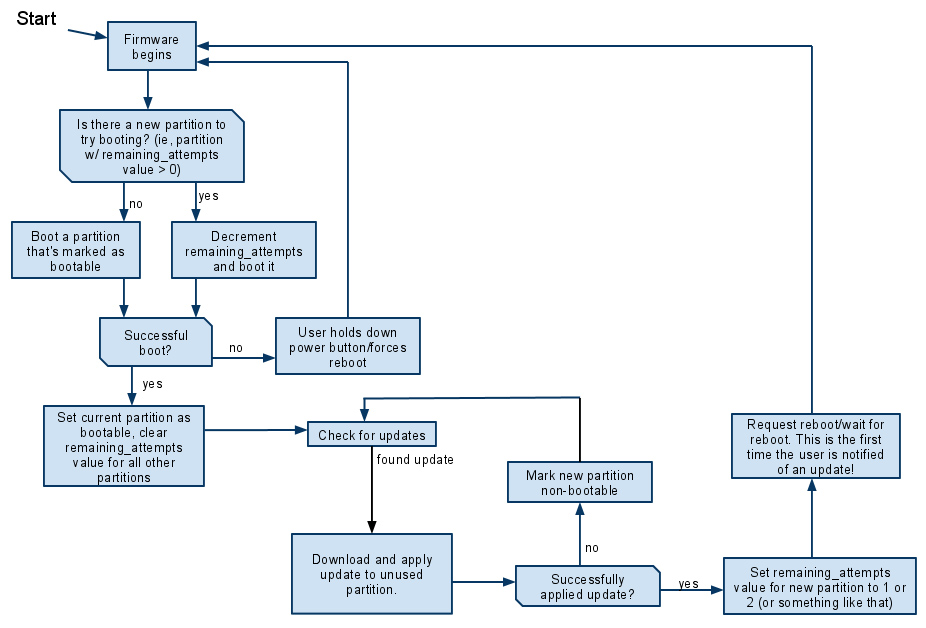 Start
Firmware
begins
Is there a new partition to
try booting? (ie, partition
w/ remaining_attempts
value > 0)
no
yes
Boot a partition
that's marked as
bootable
Decrement
remaining_attempts
and boot it
Successful
boot?
no
User holds down
power button/forces
reboot
yes
Set current partition as
bootable, clear
remaining_attempts
value for all other
partitions
Check for updates
found update
Mark new partition
non-bootable
Request reboot/wait for
reboot. This is the first
time the user is notified
of an update!
Download and apply
update to unused
partition.
no
Successfully
applied update?
yes
Set remaining_attempts
value for new partition to 1 or
2 (or something like that)